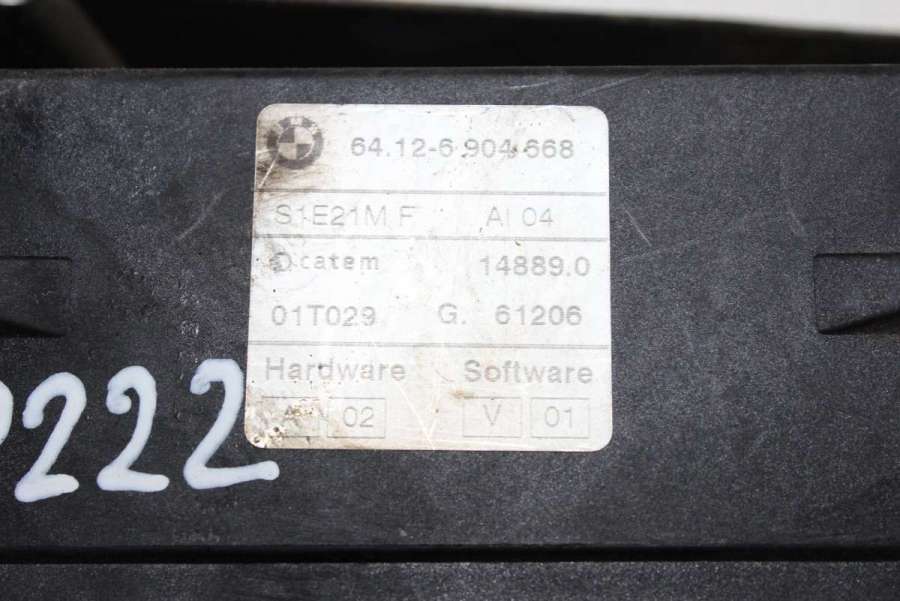 64.12-6 904 668
S1E21M F AI 04
catem 14889.0
01T029 G. 61206
Hardware Software
A 02 V 01
222